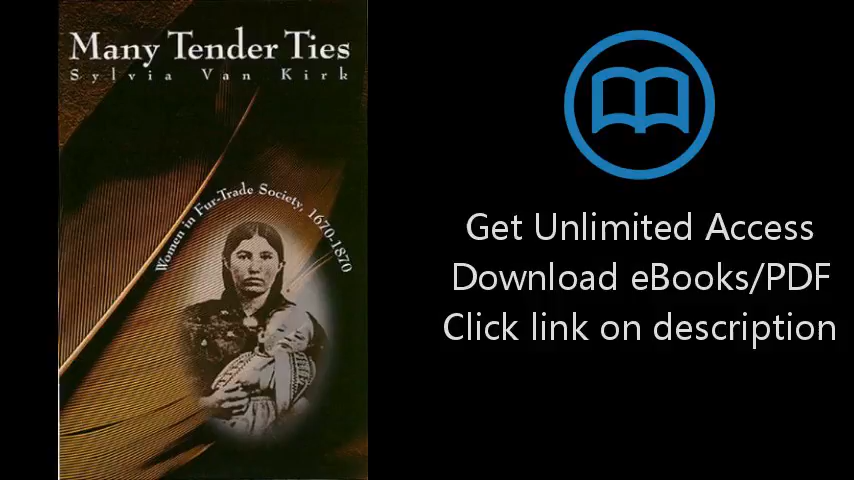 Many Tender Ties
Sylvia Van Kirk
Women in Fur-Trade Society, 1670-1870
Get Unlimited Access
Download eBooks/PDF
Click link on description